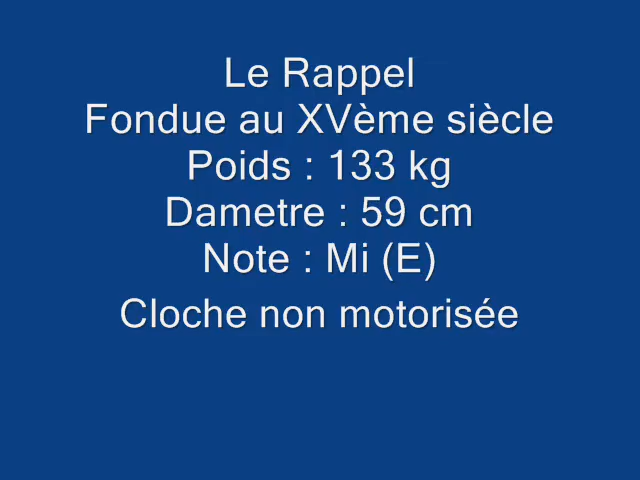 Le Rappel
Fondue au XVème siècle
Poids : 133 kg
Dametre : 59 cm
Note : Mi (E)
Cloche non motorisée